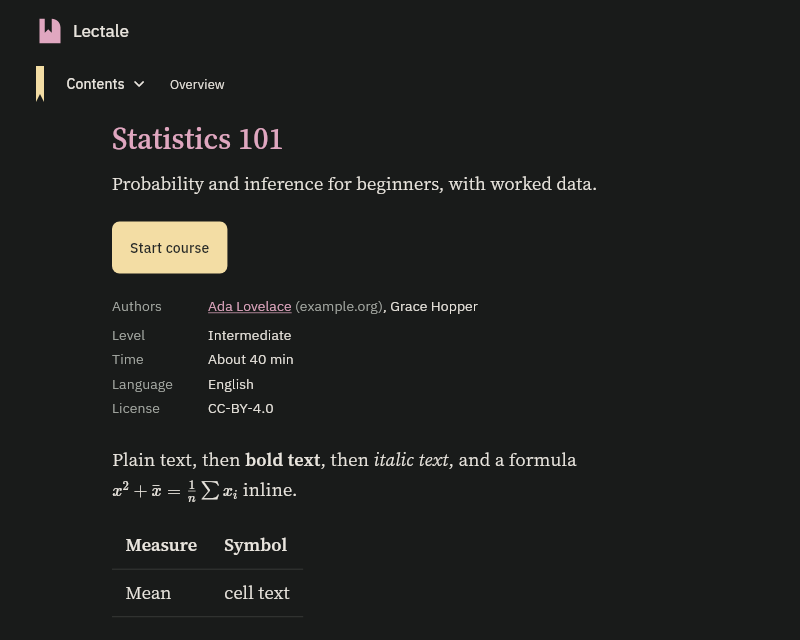 Lectale
Contents Overview
Statistics 101
Probability and inference for beginners, with worked data.
Start course
Authors Ada Lovelace (example.org), Grace Hopper
Level Intermediate
Time About 40 min
Language English
License CC-BY-4.0
Plain text, then bold text, then italic text, and a formula
x² + x̄ = 1/n ∑ xᵢ inline.
Measure Symbol
Mean cell text